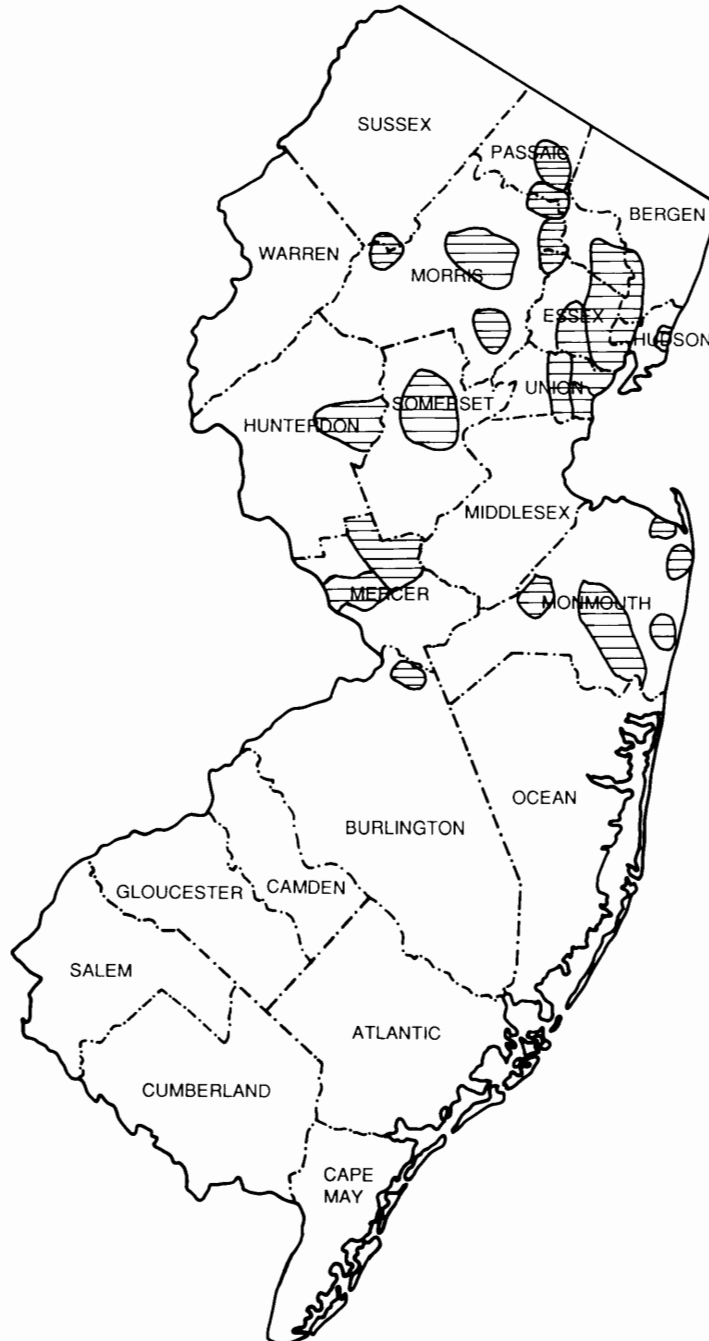 SUSSEX
PASSAIC
BERGEN
WARREN
MORRIS
ESSEX
HUDSON
UNION
SOMERSET
HUNTERDON
MIDDLESEX
MERCER
MONMOUTH
OCEAN
BURLINGTON
CAMDEN
GLOUCESTER
SALEM
ATLANTIC
CUMBERLAND
CAPE
MAY